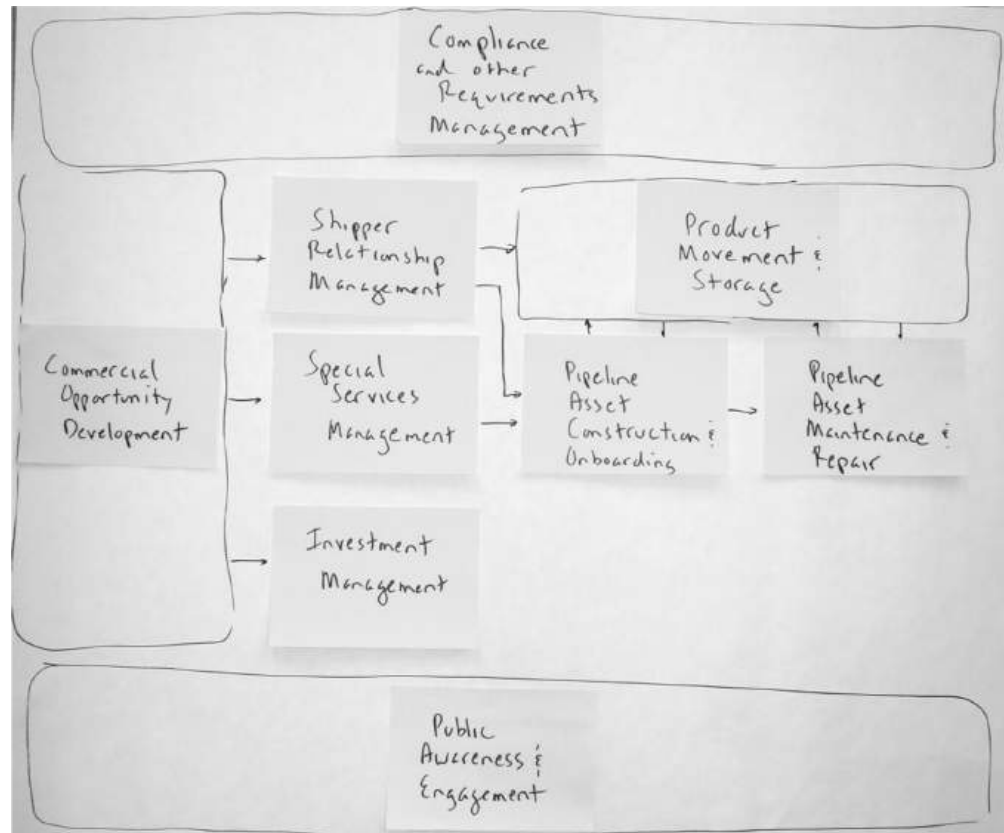 Compliance
and other
Requirements
Management
Shipper
Relationship
Management
Product
Movement &
Storage
Commercial
Opportunity
Development
Special
Services
Management
Pipeline
Asset
Construction &
Onboarding
Pipeline
Asset
Maintenance &
Repair
Investment
Management
Public
Awareness &
Engagement